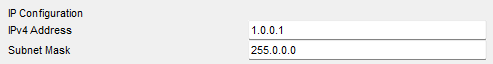 IP Configuration
IPv4 Address 1.0.0.1
Subnet Mask 255.0.0.0